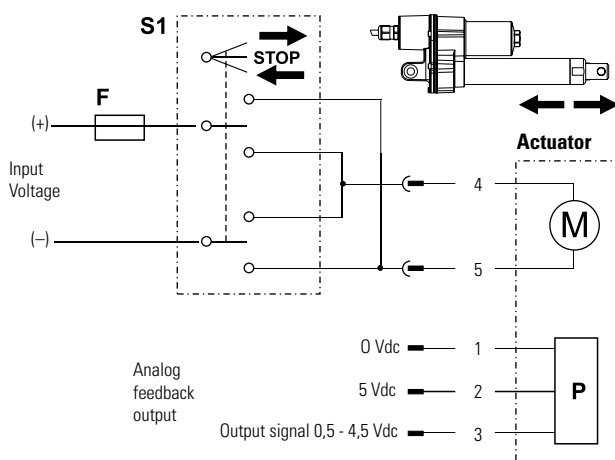 S1
STOP
F
(+)
Input
Voltage
(–)
Actuator
4
M
5
0 Vdc
1
Analog
feedback
output
5 Vdc
2
P
Output signal 0,5 - 4,5 Vdc
3